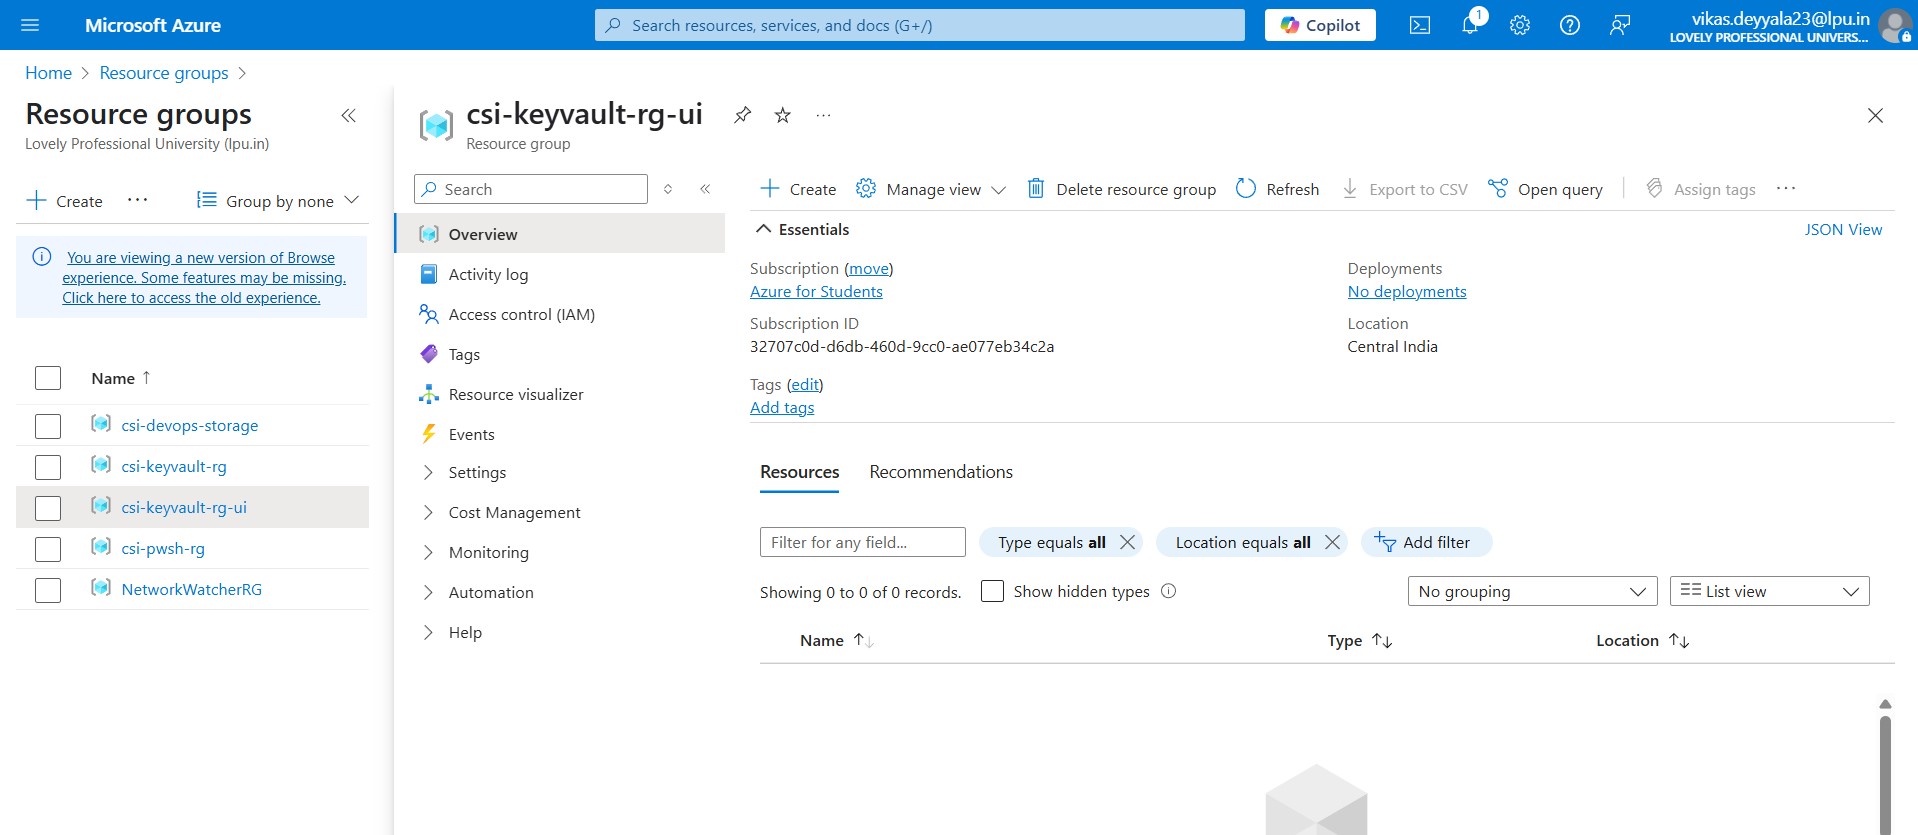 Microsoft Azure
Search resources, services, and docs (G+/)
Copilot
1
vikas.deyyala23@lpu.in
LOVELY PROFESSIONAL UNIVERS...
Home > Resource groups >
Resource groups
Lovely Professional University (lpu.in)
Create
Group by none
You are viewing a new version of Browse
experience. Some features may be missing.
Click here to access the old experience.
Name ↑
csi-devops-storage
csi-keyvault-rg
csi-keyvault-rg-ui
csi-pwsh-rg
NetworkWatcherRG
csi-keyvault-rg-ui
Resource group
Search
Overview
Activity log
Access control (IAM)
Tags
Resource visualizer
Events
Settings
Cost Management
Monitoring
Automation
Help
Create
Manage view
Delete resource group
Refresh
Export to CSV
Open query
Assign tags
Essentials
JSON View
Subscription (move)
Azure for Students
Subscription ID
32707c0d-d6db-460d-9cc0-ae077eb34c2a
Tags (edit)
Add tags
Deployments
No deployments
Location
Central India
Resources
Recommendations
Filter for any field...
Type equals all
Location equals all
Add filter
Showing 0 to 0 of 0 records.
Show hidden types
No grouping
List view
Name ↑↓
Type ↑↓
Location ↑↓